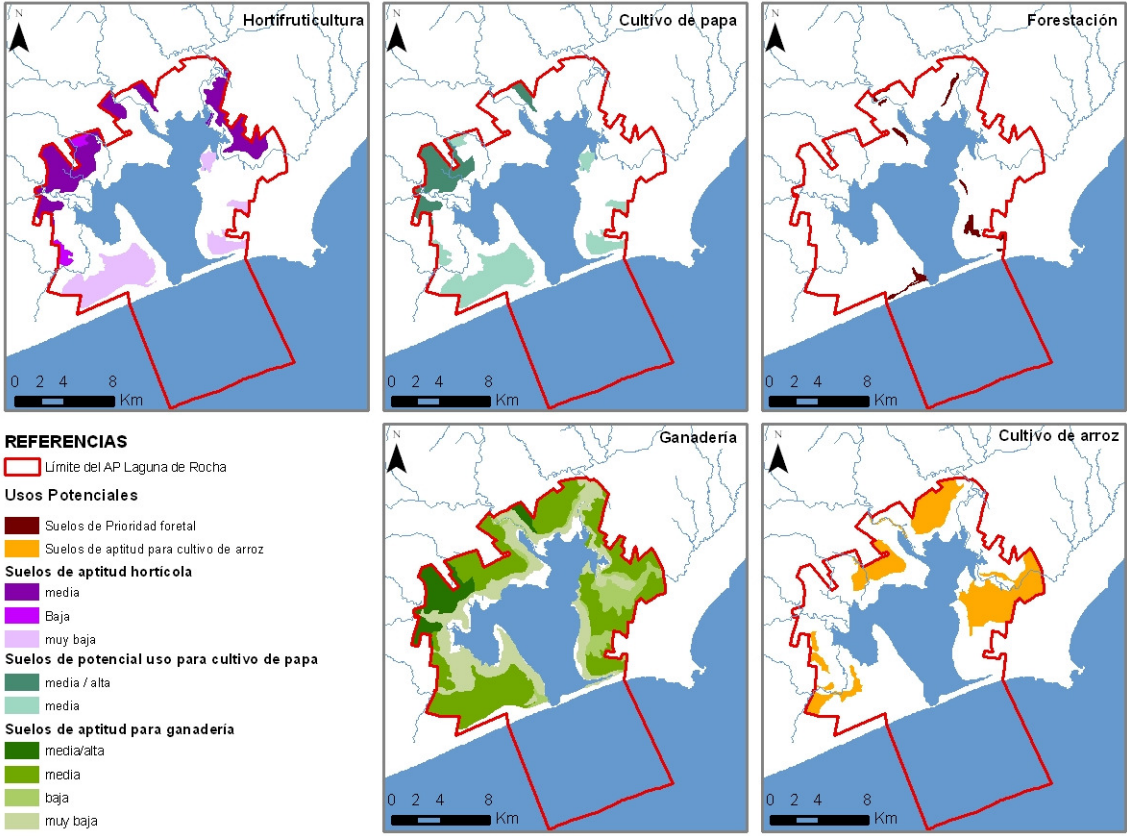 Hortifruticultura
N
0 2 4 8
Km
Cultivo de papa
N
0 2 4 8
Km
Forestación
N
0 2 4 8
Km
REFERENCIAS
Límite del AP Laguna de Rocha
Usos Potenciales
Suelos de Prioridad foretal
Suelos de aptitud para cultivo de arroz
Suelos de aptitud hortícola
media
Baja
muy baja
Suelos de potencial uso para cultivo de papa
media / alta
media
Suelos de aptitud para ganadería
media/alta
media
baja
muy baja
Ganadería
N
0 2 4 8
Km
Cultivo de arroz
N
0 2 4 8
Km